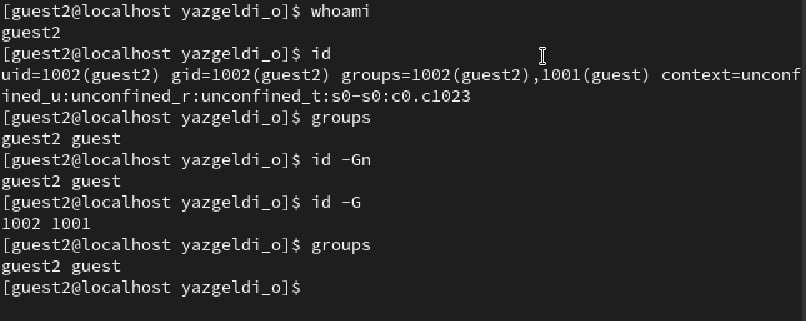 [guest2@localhost yazgeldi_o]$ whoami
guest2
[guest2@localhost yazgeldi_o]$ id
uid=1002(guest2) gid=1002(guest2) groups=1002(guest2),1001(guest) context=unconf
ined_u:unconfined_r:unconfined_t:s0-s0:c0.c1023
[guest2@localhost yazgeldi_o]$ groups
guest2 guest
[guest2@localhost yazgeldi_o]$ id -Gn
guest2 guest
[guest2@localhost yazgeldi_o]$ id -G
1002 1001
[guest2@localhost yazgeldi_o]$ groups
guest2 guest
[guest2@localhost yazgeldi_o]$